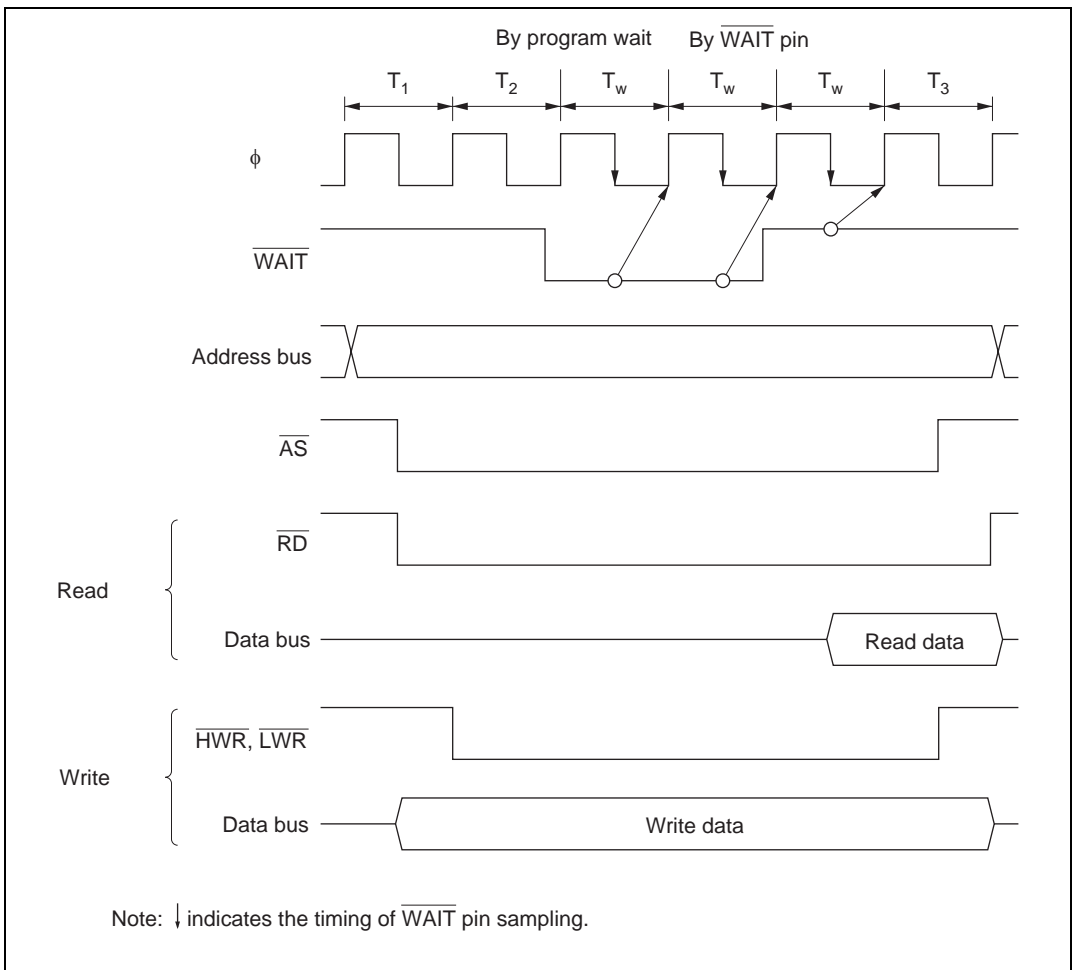 By program wait By WAIT pin
T1 T2 Tw Tw Tw T3
ϕ
WAIT
Address bus
AS
RD
Read
Data bus
Read data
HWR, LWR
Write
Data bus
Write data
Note: ↓ indicates the timing of WAIT pin sampling.